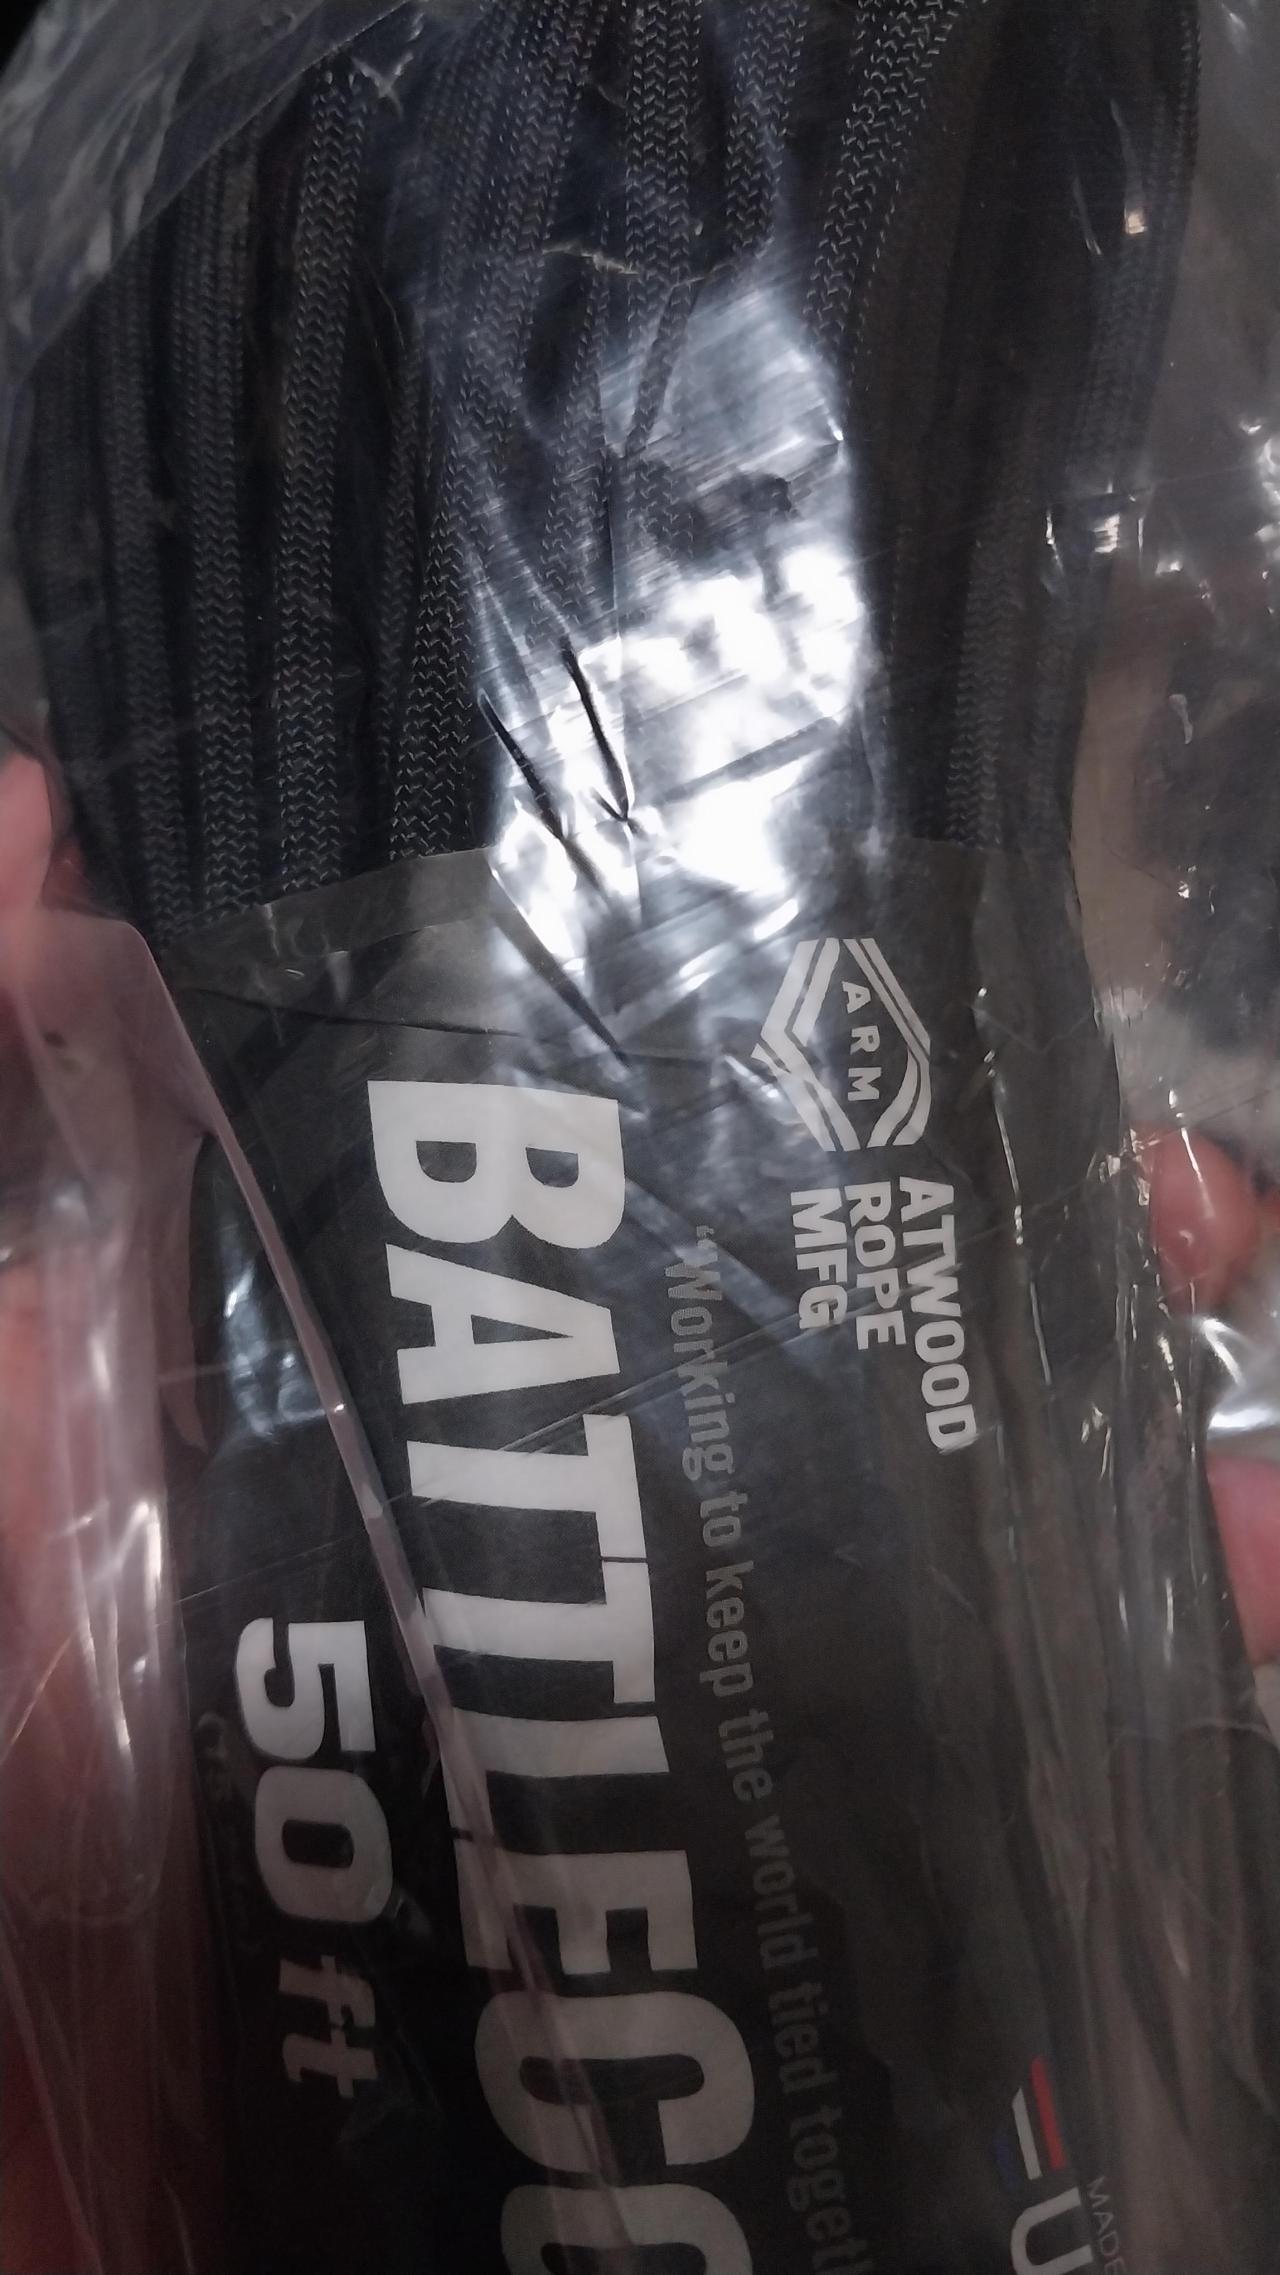 ARM
ATWOOD
ROPE
MFG
"Working to keep the world tied togeth
BATTLECO
50 ft
MADE
U